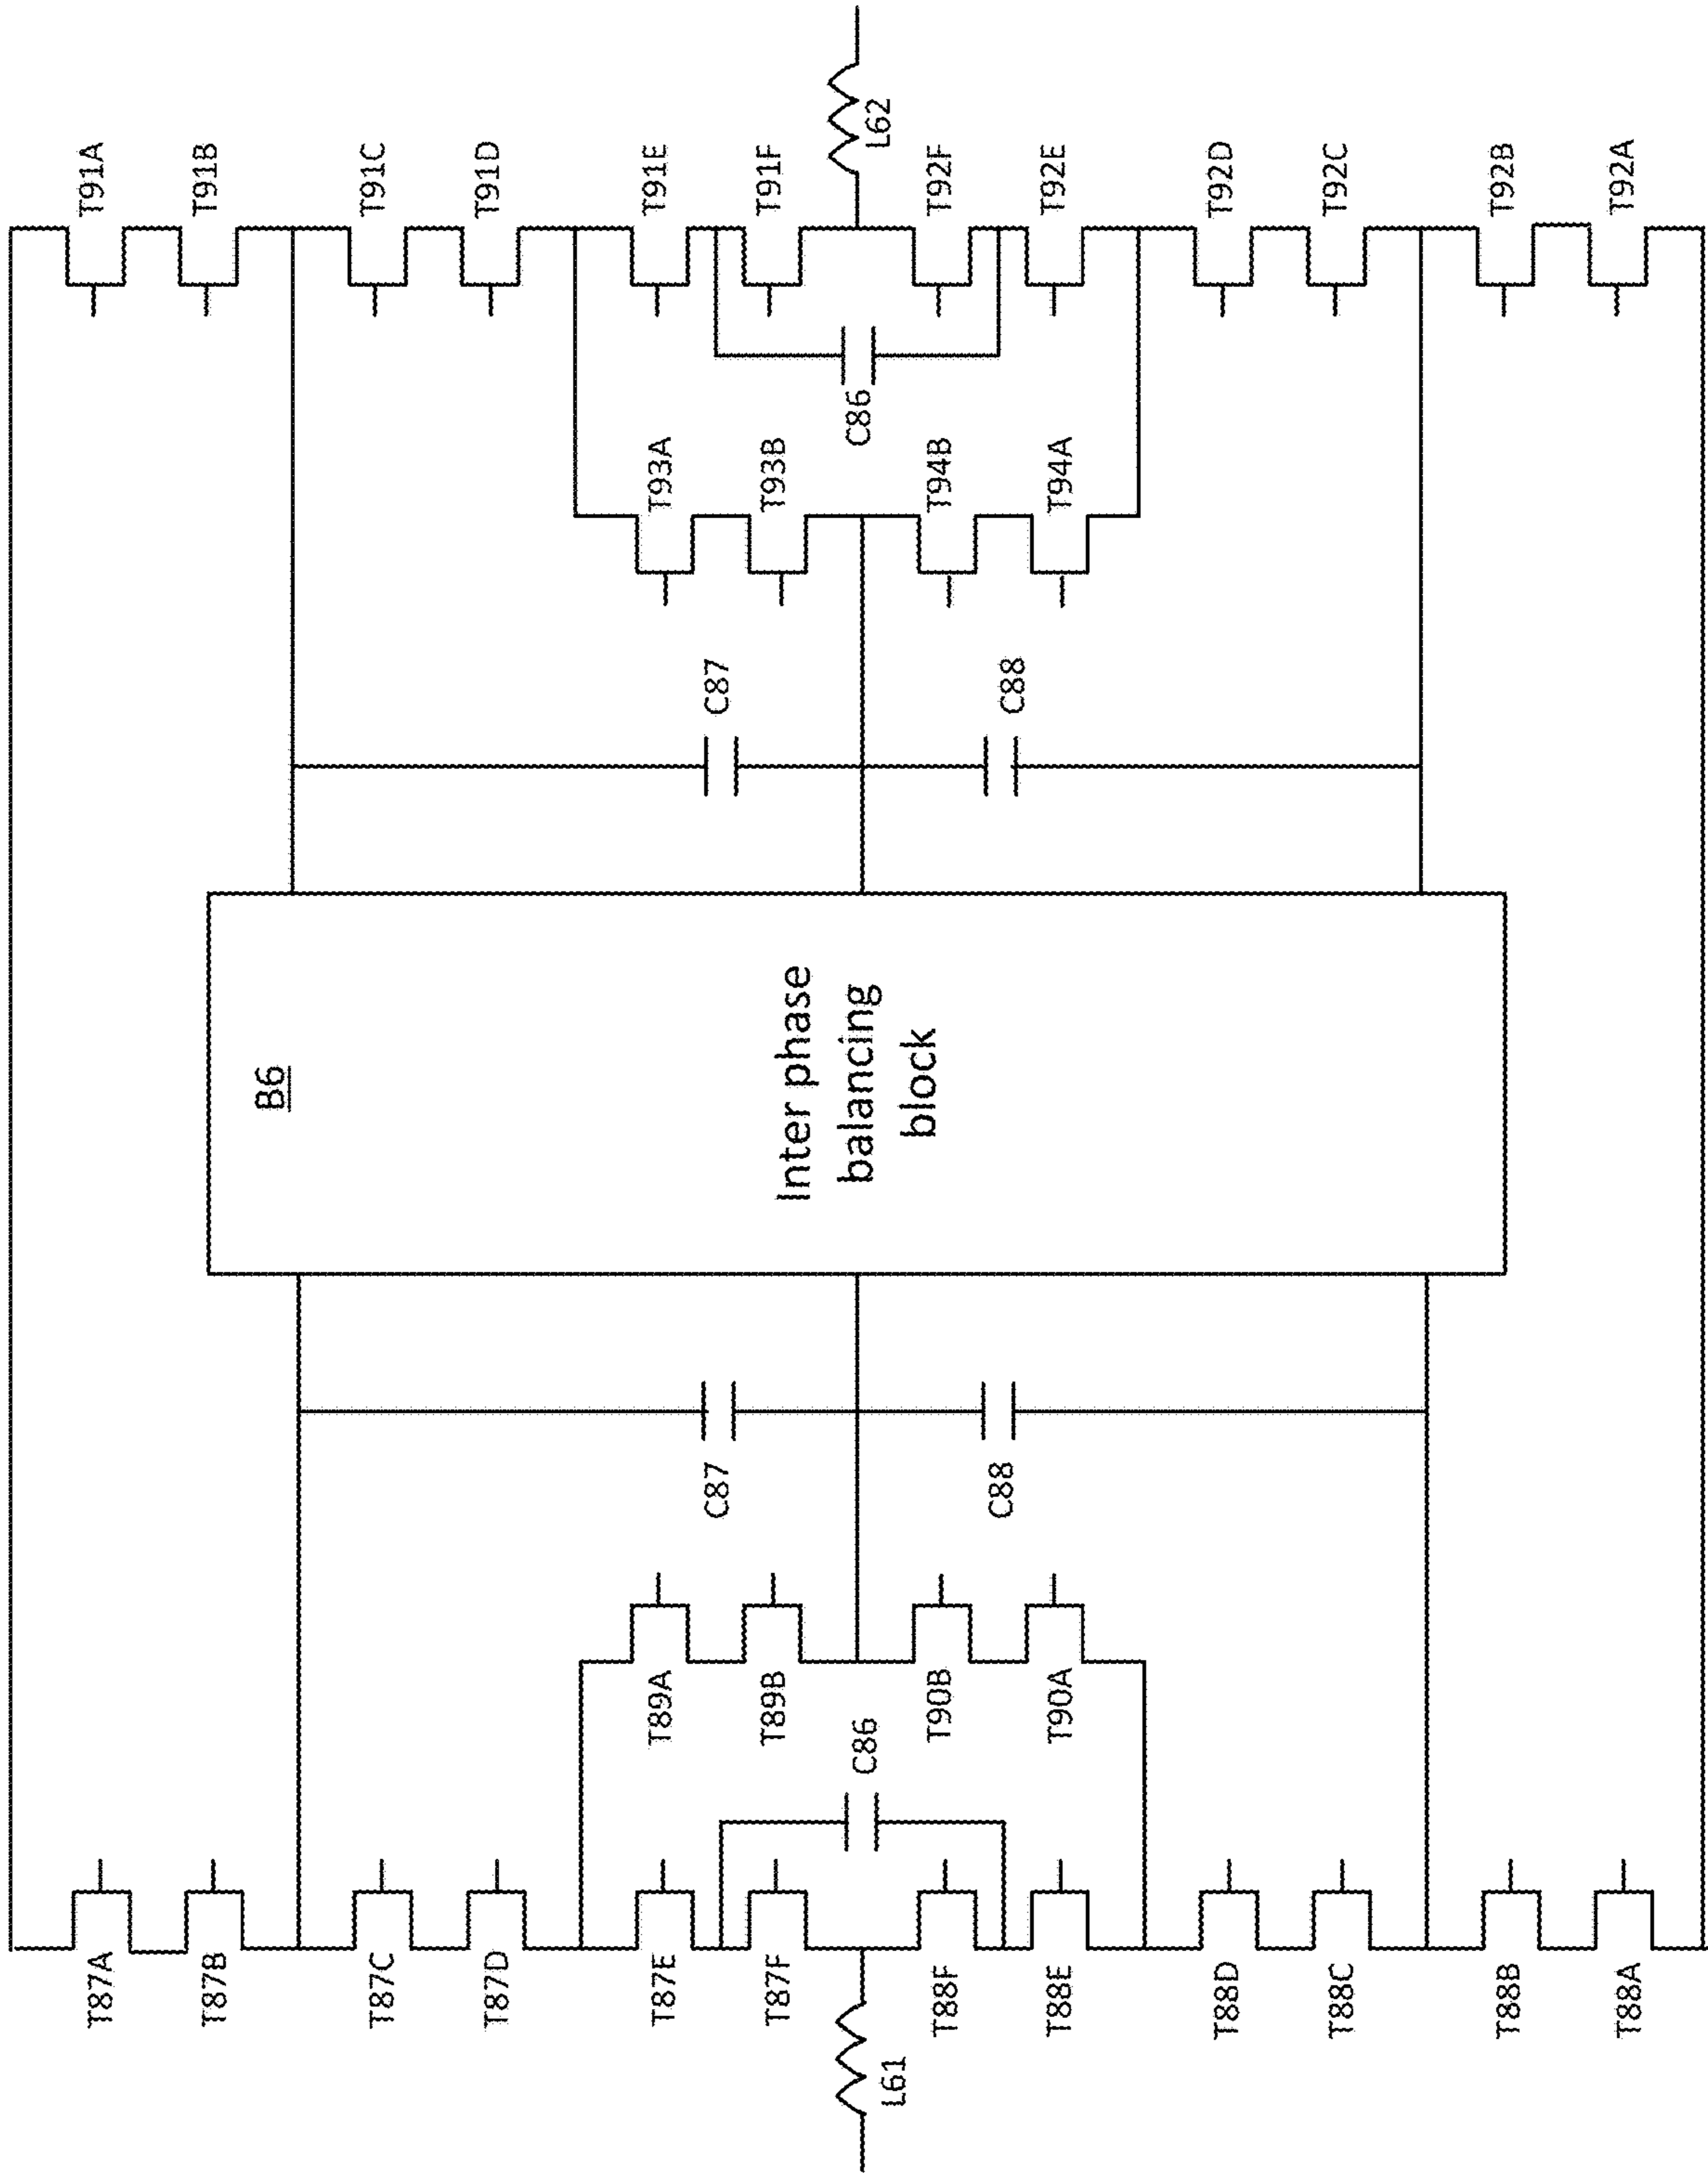 T87A
T87B
T87C
T87D
T87E
T87F
T88F
T88E
T88D
T88C
T88B
T88A
L61
C86
T89A
T89B
T90B
T90A
C87
C88
B6
Inter phase
balancing
block
C87
C88
T93A
T93B
T94B
T94A
C86
T91A
T91B
T91C
T91D
T91E
T91F
T92F
T92E
T92D
T92C
T92B
T92A
L62